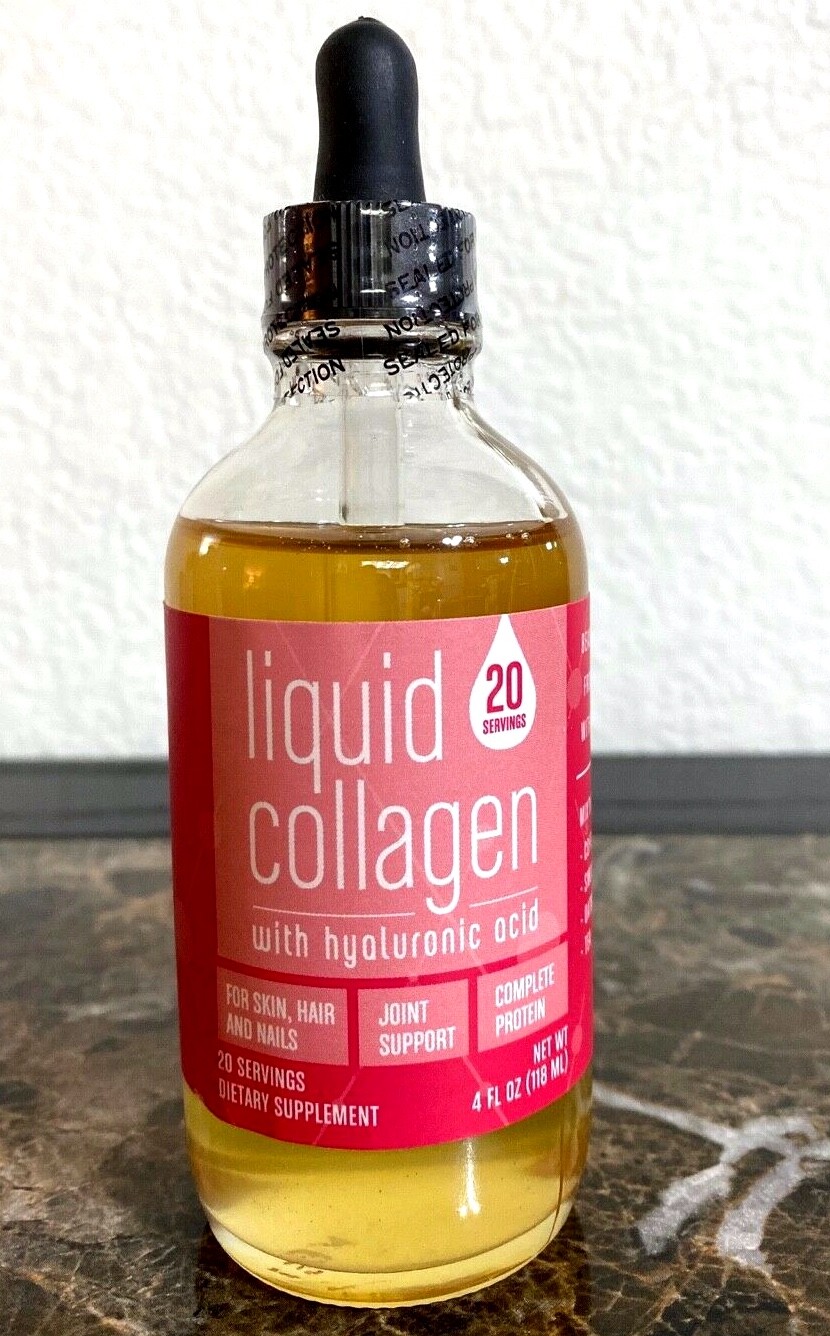 SEALED FOR
PROTECTION
liquid
collagen
20
SERVINGS
with hyaluronic acid
FOR SKIN, HAIR
AND NAILS
JOINT
SUPPORT
COMPLETE
PROTEIN
20 SERVINGS
DIETARY SUPPLEMENT
NET WT
4 FL OZ (118 ML)